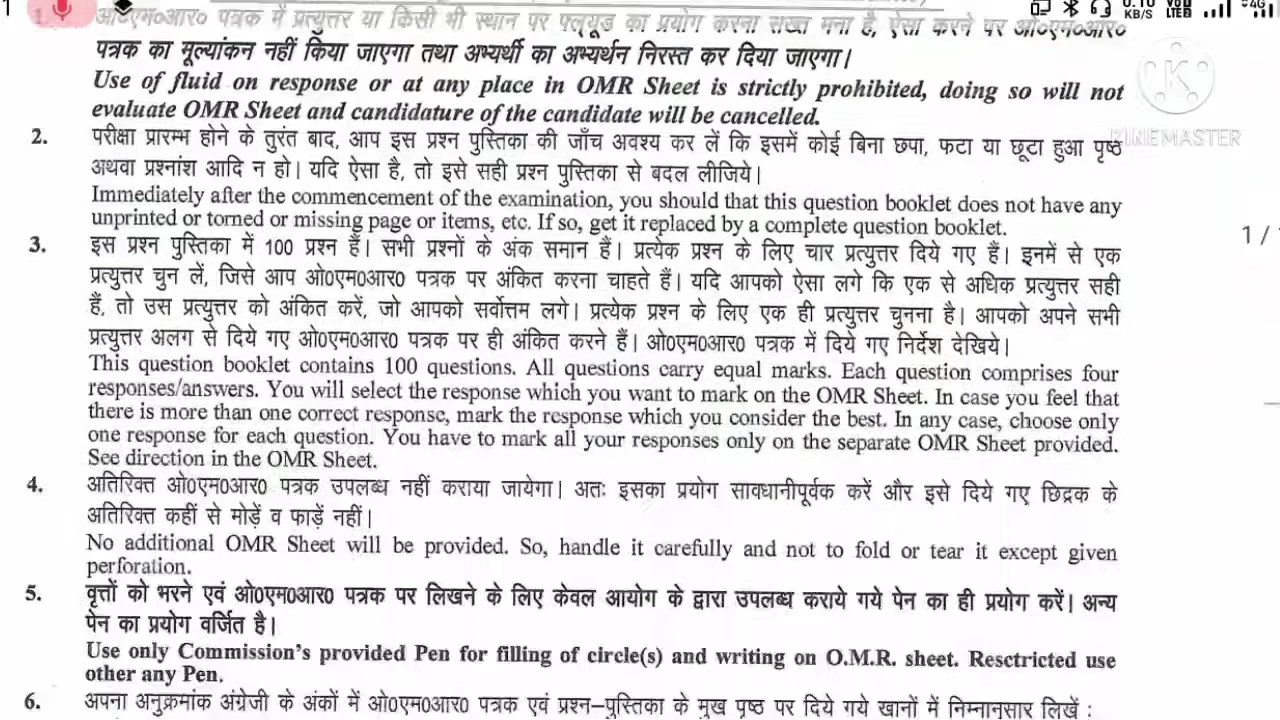 1. ओ०एम०आर० पत्रक में प्रत्युत्तर या किसी भी स्थान पर फ्ल्यूड का प्रयोग करना सख्त मना है, ऐसा करने पर ओ०एम०आर०
पत्रक का मूल्यांकन नहीं किया जाएगा तथा अभ्यर्थी का अभ्यर्थन निरस्त कर दिया जाएगा।
Use of fluid on response or at any place in OMR Sheet is strictly prohibited, doing so will not
evaluate OMR Sheet and candidature of the candidate will be cancelled.
KINEMASTER
2. परीक्षा प्रारम्भ होने के तुरंत बाद, आप इस प्रश्न पुस्तिका की जाँच अवश्य कर लें कि इसमें कोई बिना छपा, फटा या छूटा हुआ पृष्ठ
अथवा प्रश्नांश आदि न हो। यदि ऐसा है, तो इसे सही प्रश्न पुस्तिका से बदल लीजिये।
Immediately after the commencement of the examination, you should that this question booklet does not have any
unprinted or torned or missing page or items, etc. If so, get it replaced by a complete question booklet.
1 /
3. इस प्रश्न पुस्तिका में 100 प्रश्न हैं। सभी प्रश्नों के अंक समान हैं। प्रत्येक प्रश्न के लिए चार प्रत्युत्तर दिये गए हैं। इनमें से एक
प्रत्युत्तर चुन लें, जिसे आप ओ0एम0आर0 पत्रक पर अंकित करना चाहते हैं। यदि आपको ऐसा लगे कि एक से अधिक प्रत्युत्तर सही
हैं, तो उस प्रत्युत्तर को अंकित करें, जो आपको सर्वोत्तम लगे। प्रत्येक प्रश्न के लिए एक ही प्रत्युत्तर चुनना है। आपको अपने सभी
प्रत्युत्तर अलग से दिये गए ओ0एम0आर0 पत्रक पर ही अंकित करने हैं। ओ0एम0आर0 पत्रक में दिये गए निर्देश देखिये।
This question booklet contains 100 questions. All questions carry equal marks. Each question comprises four
responses/answers. You will select the response which you want to mark on the OMR Sheet. In case you feel that
there is more than one correct response, mark the response which you consider the best. In any case, choose only
one response for each question. You have to mark all your responses only on the separate OMR Sheet provided.
See direction in the OMR Sheet.
4. अतिरिक्त ओ0एम0आर0 पत्रक उपलब्ध नहीं कराया जायेगा। अतः इसका प्रयोग सावधानीपूर्वक करें और इसे दिये गए छिद्रक के
अतिरिक्त कहीं से मोड़ें व फाड़ें नहीं।
No additional OMR Sheet will be provided. So, handle it carefully and not to fold or tear it except given
perforation.
5. वृत्तों को भरने एवं ओ0एम0आर0 पत्रक पर लिखने के लिए केवल आयोग के द्वारा उपलब्ध कराये गये पेन का ही प्रयोग करें। अन्य
पेन का प्रयोग वर्जित है।
Use only Commission's provided Pen for filling of circle(s) and writing on O.M.R. sheet. Resctricted use
other any Pen.
6. अपना अनुक्रमांक अंग्रेजी के अंकों में ओ0एम0आर0 पत्रक एवं प्रश्न-पुस्तिका के मुख पृष्ठ पर दिये गये खानों में निम्नानुसार लिखें :